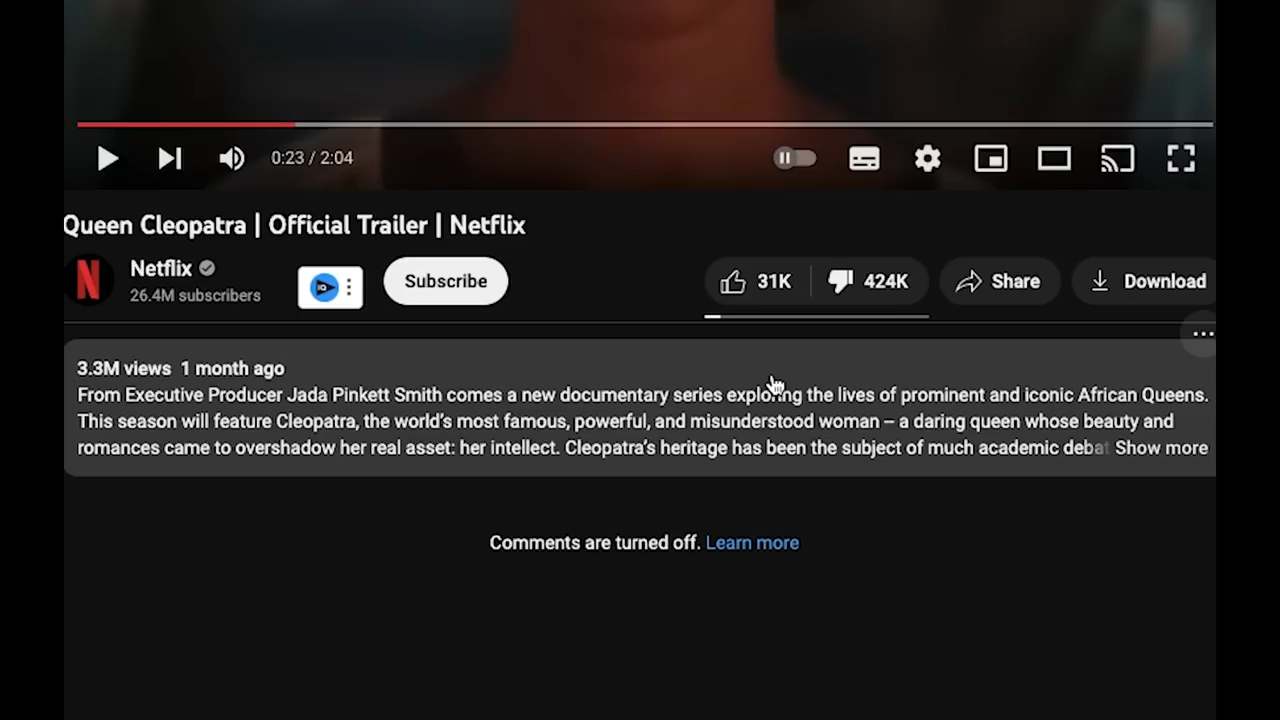 0:23 / 2:04
Queen Cleopatra | Official Trailer | Netflix
Netflix
26.4M subscribers
Subscribe
31K
424K
Share
Download
3.3M views 1 month ago
From Executive Producer Jada Pinkett Smith comes a new documentary series exploring the lives of prominent and iconic African Queens.
This season will feature Cleopatra, the world's most famous, powerful, and misunderstood woman – a daring queen whose beauty and
romances came to overshadow her real asset: her intellect. Cleopatra's heritage has been the subject of much academic debat Show more
Comments are turned off. Learn more